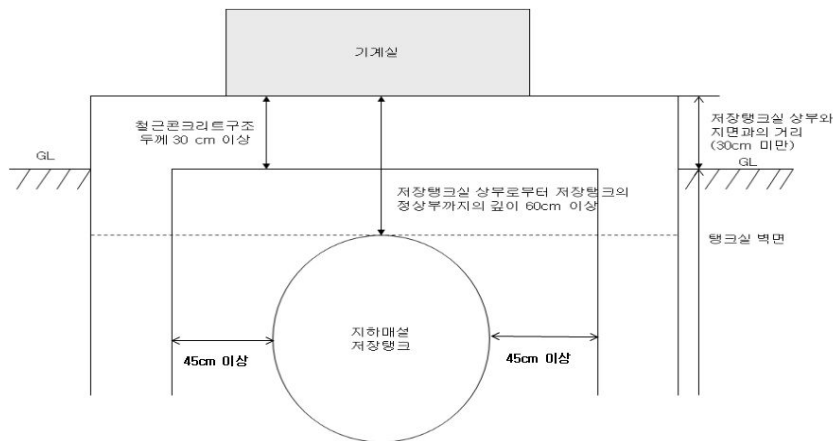 기계실
철근콘크리트구조
두께 30 cm 이상
저장탱크실 상부와
지면과의 거리
(30cm 미만)
GL
GL
저장탱크실 상부로부터 저장탱크의
정상부까지의 깊이 60cm 이상
탱크실 벽면
지하매설
저장탱크
45cm 이상
45cm 이상